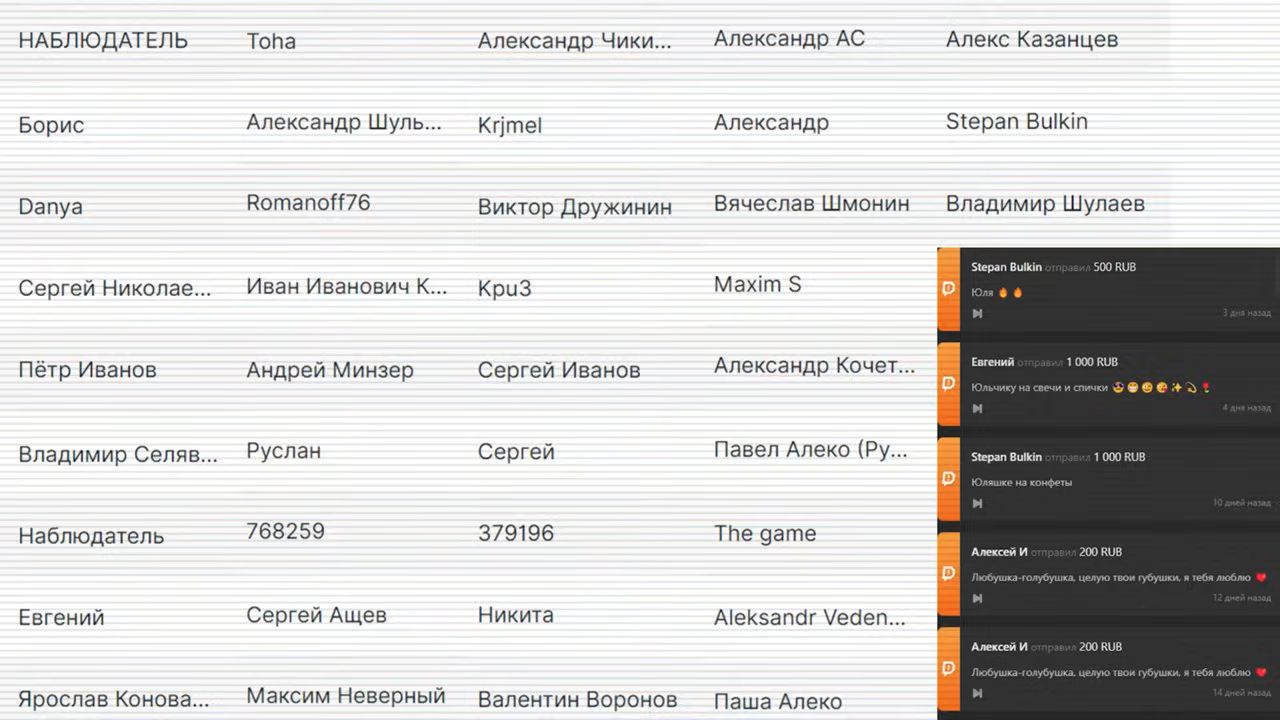 НАБЛЮДАТЕЛЬ Toha Александр Чики... Александр АС Алекс Казанцев
Борис Александр Шуль... Krjmel Александр Stepan Bulkin
Danya Romanoff76 Виктор Дружинин Вячеслав Шмонин Владимир Шулаев
Сергей Николае... Иван Иванович К... Kpu3 Maxim S
Пётр Иванов Андрей Минзер Сергей Иванов Александр Кочет...
Владимир Селяв... Руслан Сергей Павел Алеко (Ру...
Наблюдатель 768259 379196 The game
Евгений Сергей Ащев Никита Aleksandr Veden...
Ярослав Конова... Максим Неверный Валентин Воронов Паша Алеко
Stepan Bulkin отправил 500 RUB
Юля 🔥 🔥
3 дня назад
Евгений отправил 1 000 RUB
Юльчику на свечи и спички
4 дня назад
Stepan Bulkin отправил 1 000 RUB
Юляшке на конфеты
10 дней назад
Алексей И отправил 200 RUB
Любушка-голубушка, целую твои губушки, я тебя люблю ❤️
12 дней назад
Алексей И отправил 200 RUB
Любушка-голубушка, целую твои губушки, я тебя люблю ❤️
14 дней назад